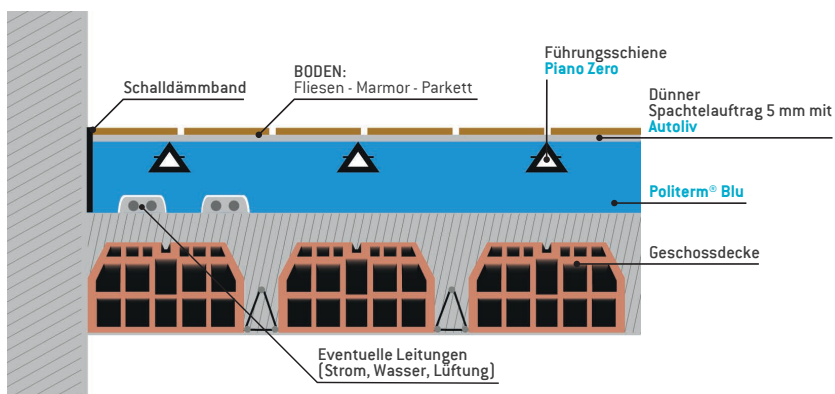 Führungsschiene
Piano Zero
BODEN:
Fliesen - Marmor - Parkett
Schalldämmband
Dünner
Spachtelauftrag 5 mm mit
Autoliv
Politerm® Blu
Geschossdecke
Eventuelle Leitungen
(Strom, Wasser, Lüftung)